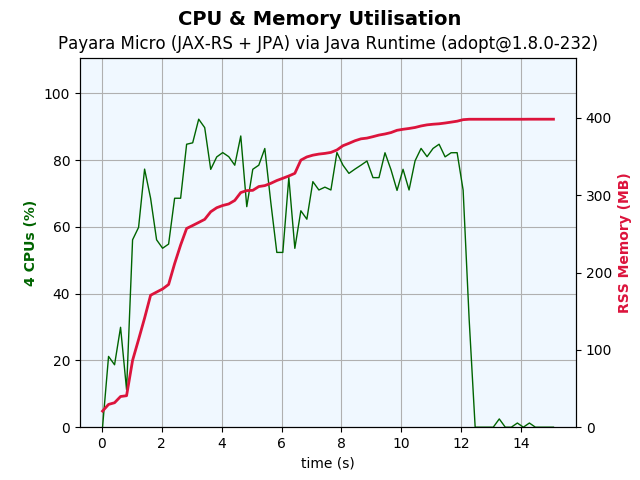 CPU & Memory Utilisation
Payara Micro (JAX-RS + JPA) via Java Runtime (adopt@1.8.0-232)
4 CPUs (%)
100
80
60
40
20
0
400
300
200
100
0
RSS Memory (MB)
0 2 4 6 8 10 12 14
time (s)